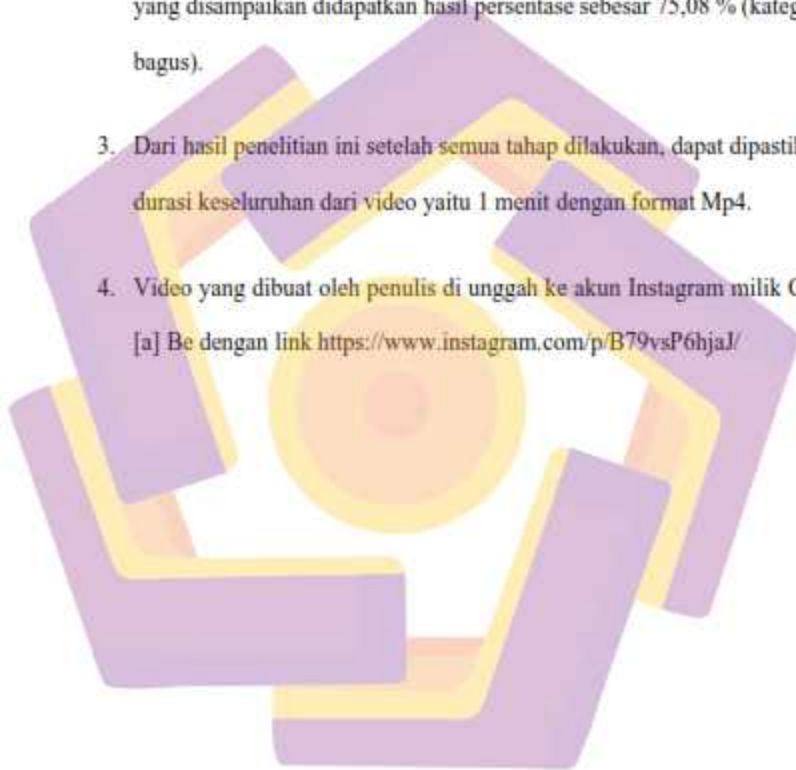 yang disampaikan didapatkan hasil persentase sebesar 75,08 % (kateg
bagus).
3. Dari hasil penelitian ini setelah semua tahap dilakukan, dapat dipasti
durasi keseluruhan dari video yaitu 1 menit dengan format Mp4.
4. Video yang dibuat oleh penulis di unggah ke akun Instagram milik
[a] Be dengan link https://www.instagram.com/p/B79vsP6hjaJ/